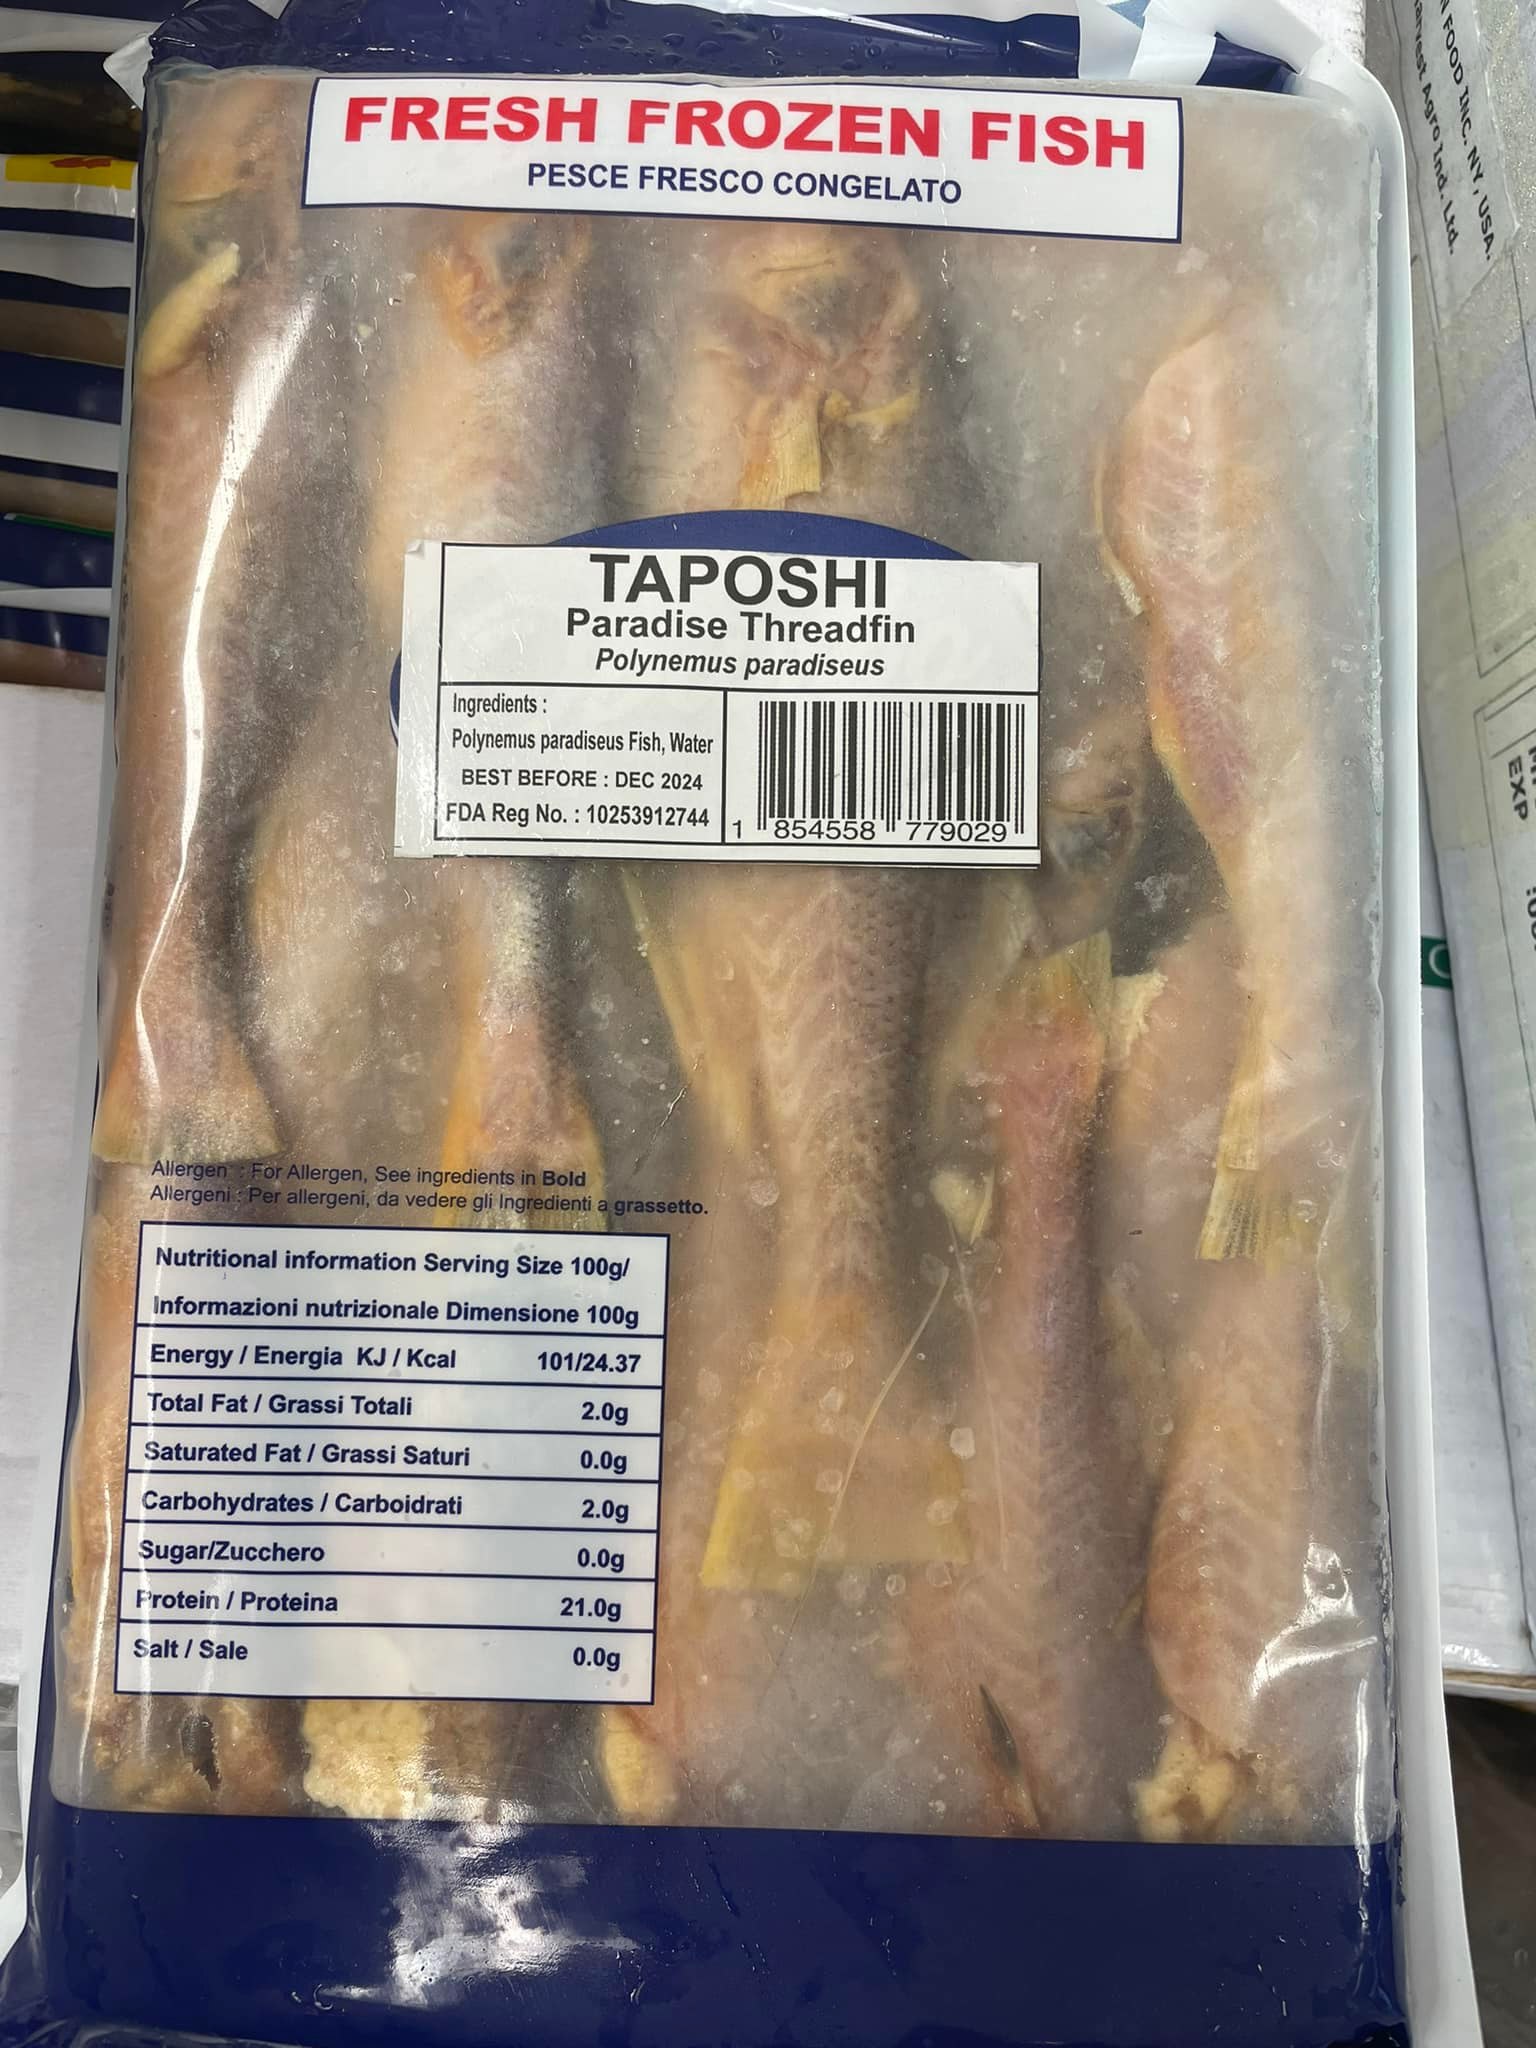 FRESH FROZEN FISH
PESCE FRESCO CONGELATO
TAPOSHI
Paradise Threadfin
Polynemus paradiseus
Ingredients :
Polynemus paradiseus Fish, Water
BEST BEFORE : DEC 2024
FDA Reg No. : 10253912744
1 854558 779029
Allergen : For Allergen, See ingredients in Bold
Allergeni : Per allergeni, da vedere gli Ingredienti a grassetto.
Nutritional information Serving Size 100g/
Informazioni nutrizionale Dimensione 100g
Energy / Energia KJ / Kcal 101/24.37
Total Fat / Grassi Totali 2.0g
Saturated Fat / Grassi Saturi 0.0g
Carbohydrates / Carboidrati 2.0g
Sugar/Zucchero 0.0g
Protein / Proteina 21.0g
Salt / Sale 0.0g
FOOD INC. NY, USA.
Agro Ind. Ltd.
EXP